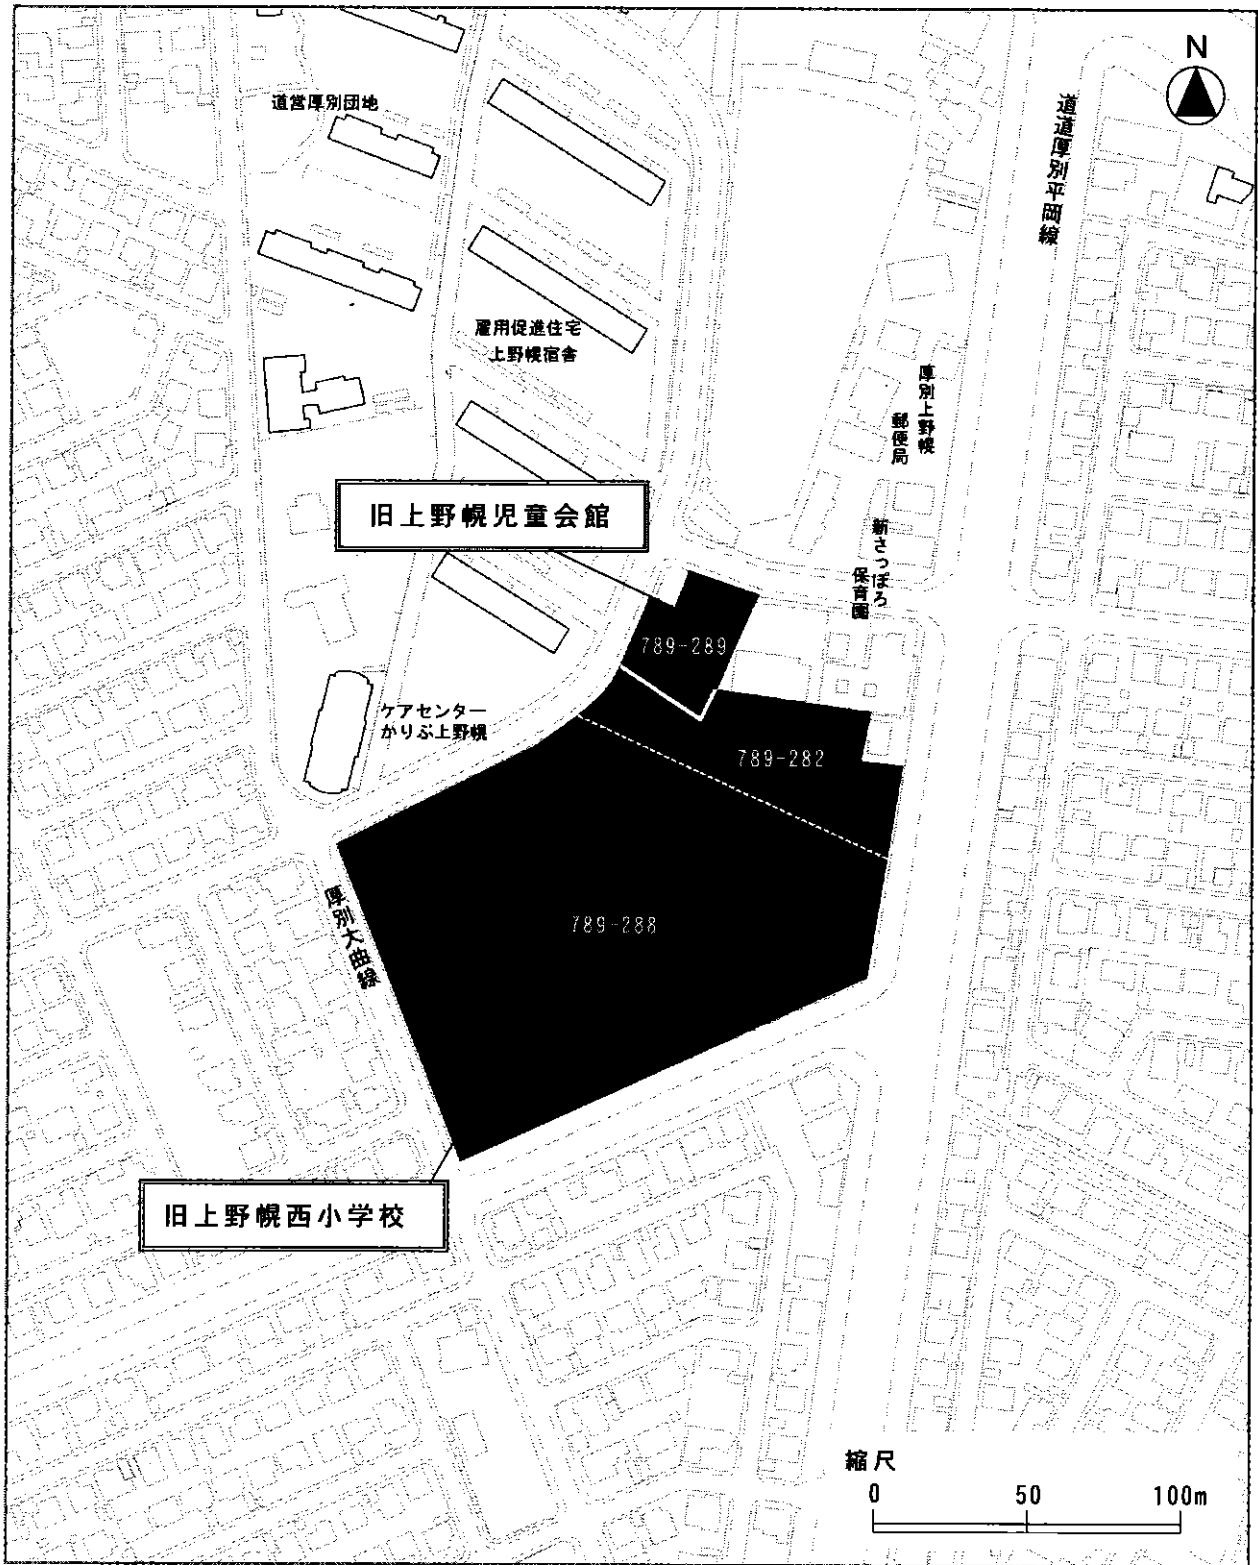 N
道営厚別団地
道道厚別平岡線
雇用促進住宅
上野幌宿舎
厚別上野幌
郵便局
旧上野幌児童会館
新さっぽろ
保育園
789-289
ケアセンター
かりぷ上野幌
789-282
厚別大曲線
789-288
旧上野幌西小学校
縮尺
0 50 100m